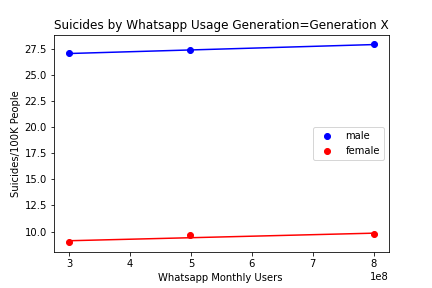 Suicides by Whatsapp Usage Generation=Generation X
27.5
25.0
22.5
20.0
17.5
15.0
12.5
10.0
Suicides/100K People
male
female
3 4 5 6 7 8
1e8
Whatsapp Monthly Users